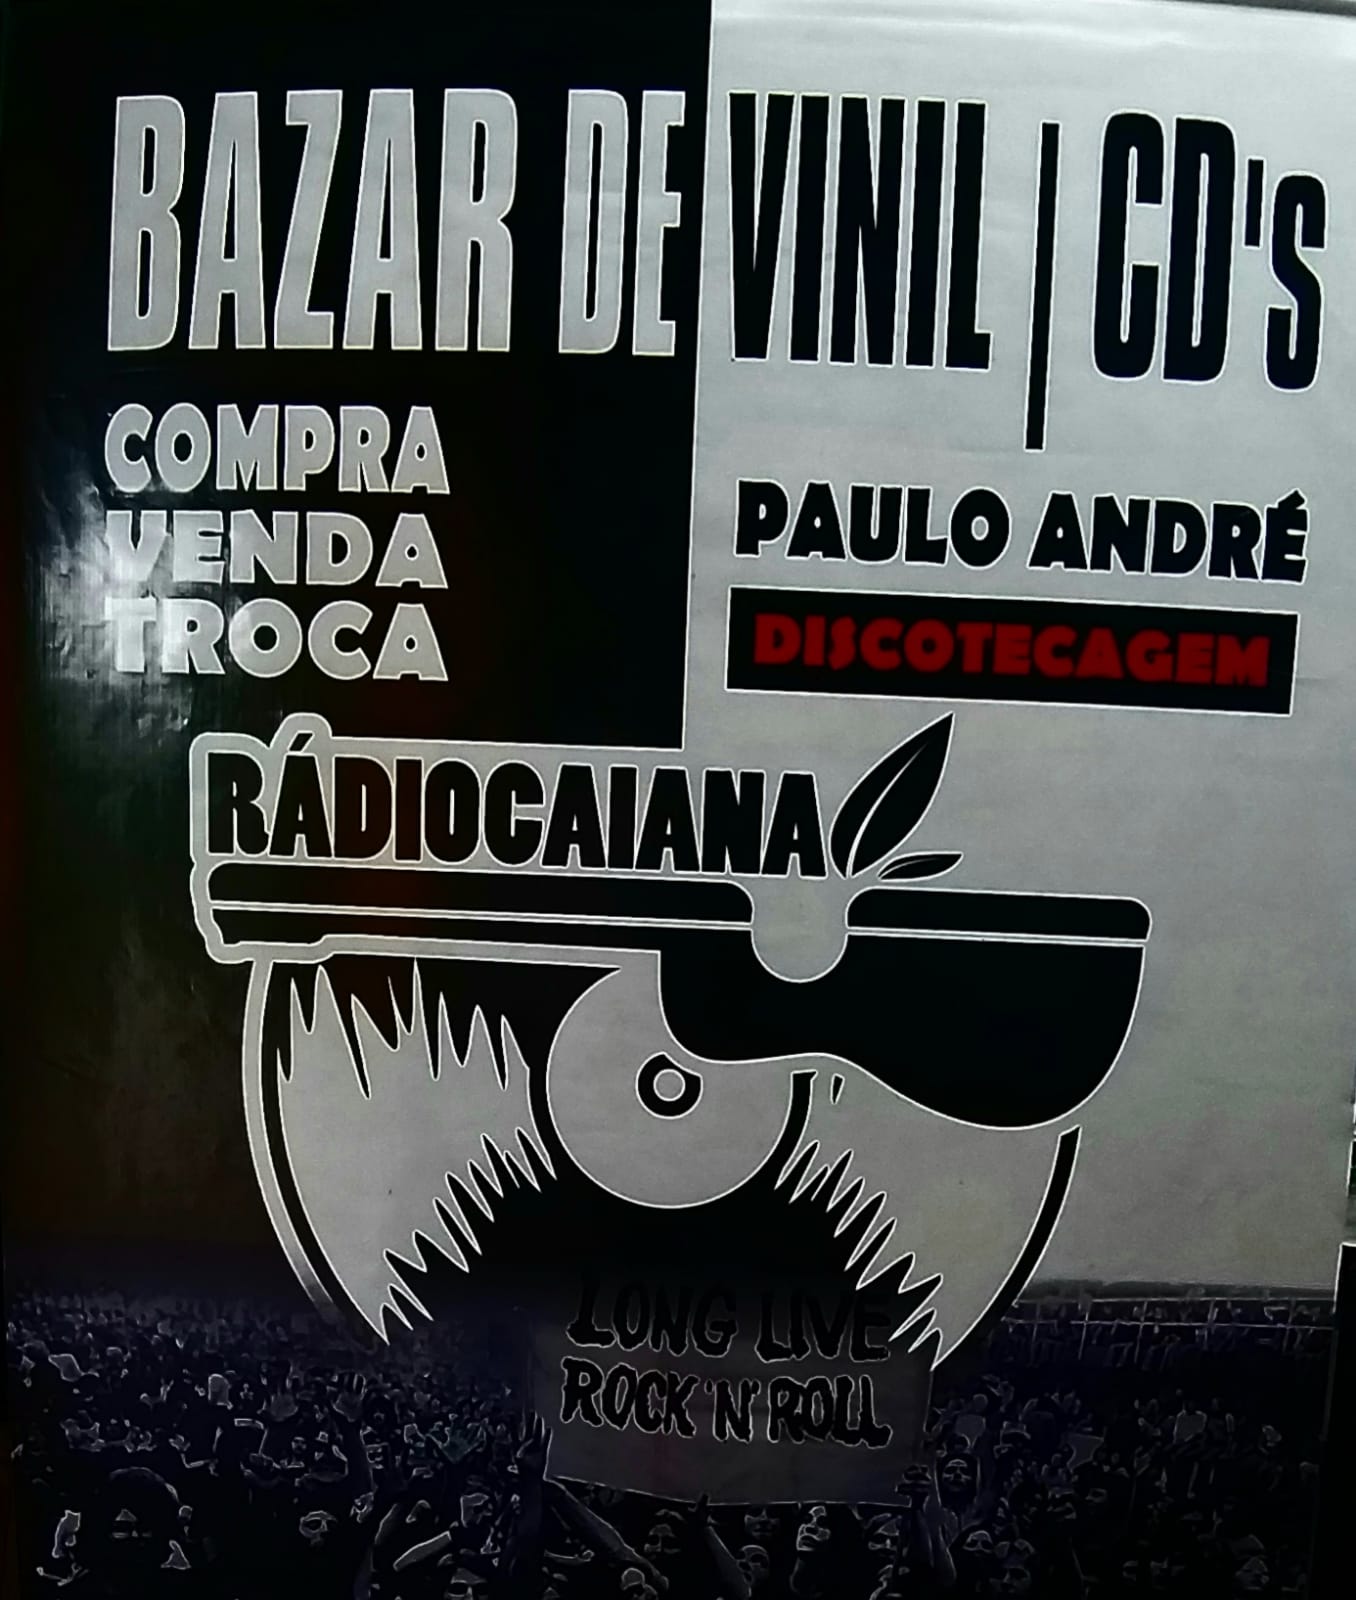 BAZAR DE VINIL | CD'S
COMPRA
VENDA
TROCA
PAULO ANDRÉ
DISCOTECAGEM
RÁDIOCAIANA
LONG LIVE
ROCK 'N' ROLL